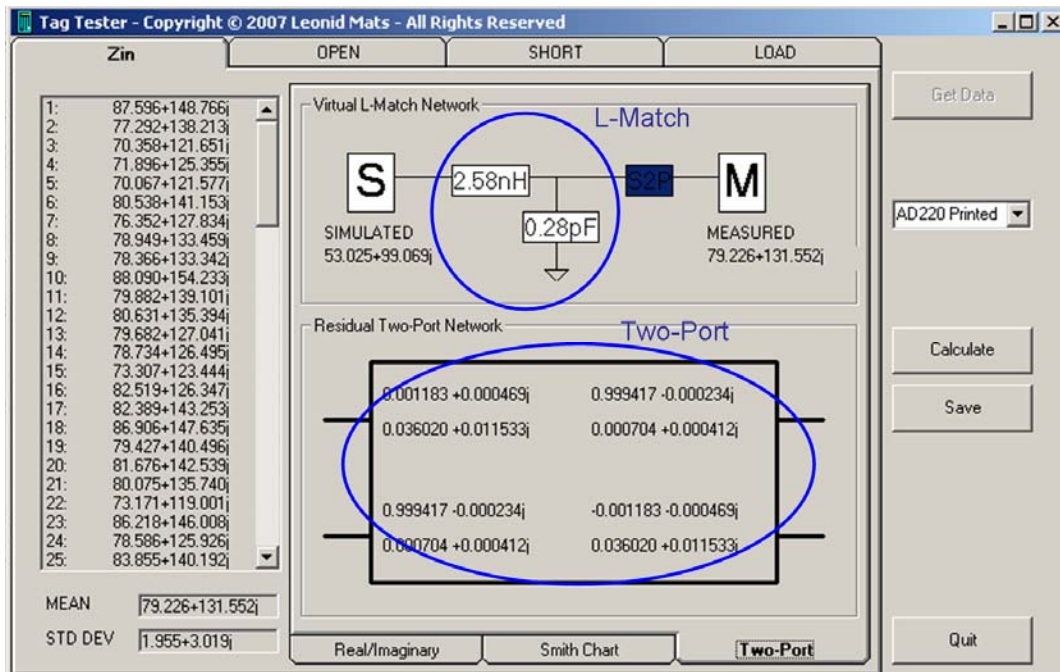 Tag Tester - Copyright © 2007 Leonid Mats - All Rights Reserved
Zin
OPEN
SHORT
LOAD
1: 87.596+148.766j
2: 77.292+138.213j
3: 70.358+121.651j
4: 71.896+125.355j
5: 70.067+121.577j
6: 80.538+141.153j
7: 76.352+127.834j
8: 78.949+133.459j
9: 78.366+133.342j
10: 88.090+154.233j
11: 79.882+139.101j
12: 80.631+135.394j
13: 79.682+127.041j
14: 78.734+126.495j
15: 73.307+123.444j
16: 82.519+126.347j
17: 82.389+143.253j
18: 86.906+147.635j
19: 79.427+140.496j
20: 81.676+142.539j
21: 80.075+135.740j
22: 73.171+119.001j
23: 86.218+146.008j
24: 78.586+125.926j
25: 83.855+140.192j
MEAN 79.226+131.552j
STD DEV 1.955+3.019j
Virtual L-Match Network
L-Match
S
2.58nH
S2P
M
0.28pF
SIMULATED
53.025+99.069j
MEASURED
79.226+131.552j
Residual Two-Port Network
Two-Port
0.001183 +0.000469j 0.999417 -0.000234j
0.036020 +0.011533j 0.000704 +0.000412j
0.999417 -0.000234j -0.001183 -0.000469j
0.000704 +0.000412j 0.036020 +0.011533j
Real/Imaginary
Smith Chart
Two-Port
Get Data
AD220 Printed
Calculate
Save
Quit